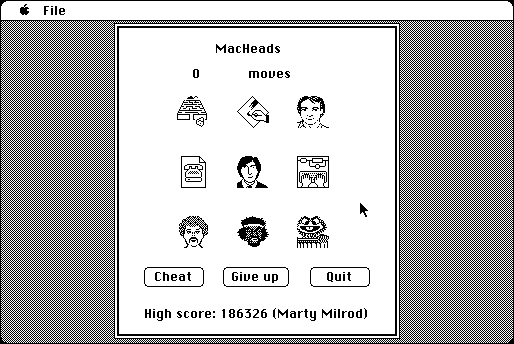 File
MacHeads
0 moves
Cheat Give up Quit
High score: 186326 (Marty Milrod)